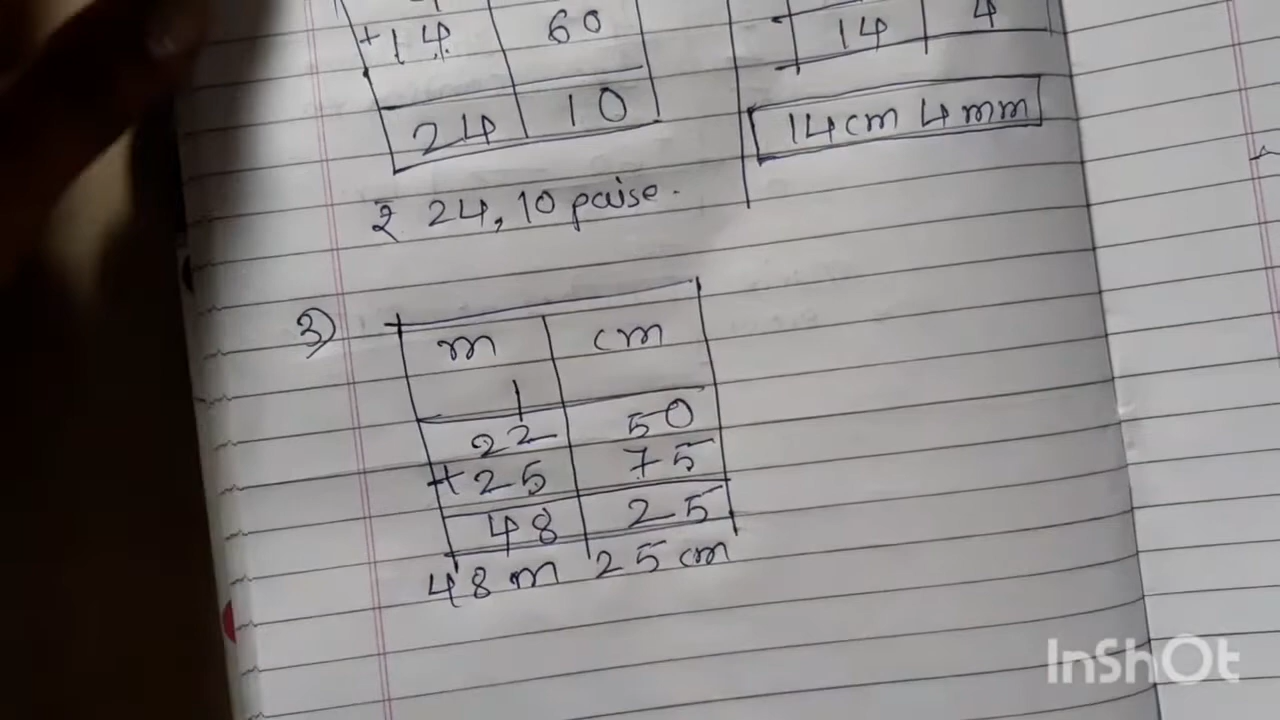 +14 60
24 10
₹ 24, 10 paise.
14 4
14cm 4mm
3)
m cm
1
22 50
+25 75
48 25
48 m 25 cm
InShOt